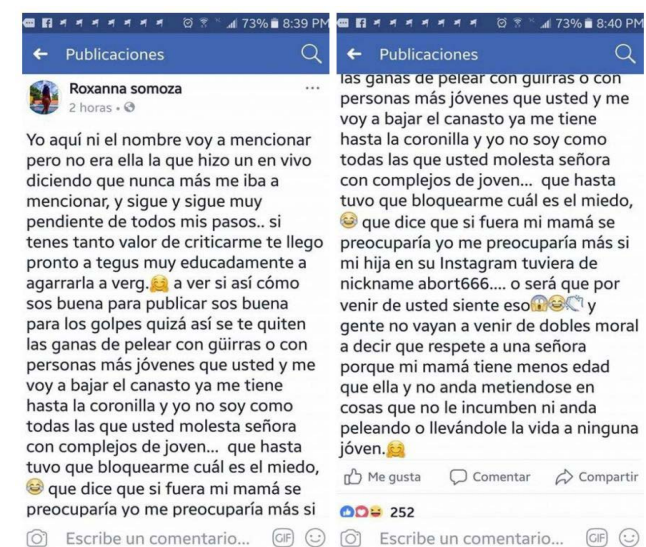 73% 8:39 PM
Publicaciones
Roxanna somoza
2 horas
Yo aquí ni el nombre voy a mencionar
pero no era ella la que hizo un en vivo
diciendo que nunca más me iba a
mencionar, y sigue y sigue muy
pendiente de todos mis pasos.. si
tenes tanto valor de criticarme te llego
pronto a tegus muy educadamente a
agarrarla a verg.🤗 a ver si así cómo
sos buena para publicar sos buena
para los golpes quizá así se te quiten
las ganas de pelear con güirras o con
personas más jóvenes que usted y me
voy a bajar el canasto ya me tiene
hasta la coronilla y yo no soy como
todas las que usted molesta señora
con complejos de joven... que hasta
tuvo que bloquearme cuál es el miedo,
😂 que dice que si fuera mi mamá se
preocuparía yo me preocuparía más si
Escribe un comentario...
GIF
73% 8:40 PM
Publicaciones
las ganas de pelear con güirras o con
personas más jóvenes que usted y me
voy a bajar el canasto ya me tiene
hasta la coronilla y yo no soy como
todas las que usted molesta señora
con complejos de joven... que hasta
tuvo que bloquearme cuál es el miedo,
😂 que dice que si fuera mi mamá se
preocuparía yo me preocuparía más si
mi hija en su Instagram tuviera de
nickname abort666.... o será que por
venir de usted siente eso😱😂👏 y
gente no vayan a venir de dobles moral
a decir que respete a una señora
porque mi mamá tiene menos edad
que ella y no anda metiendose en
cosas que no le incumben ni anda
peleando o llevándole la vida a ninguna
jóven.🤗
Me gusta Comentar Compartir
252
Escribe un comentario...
GIF